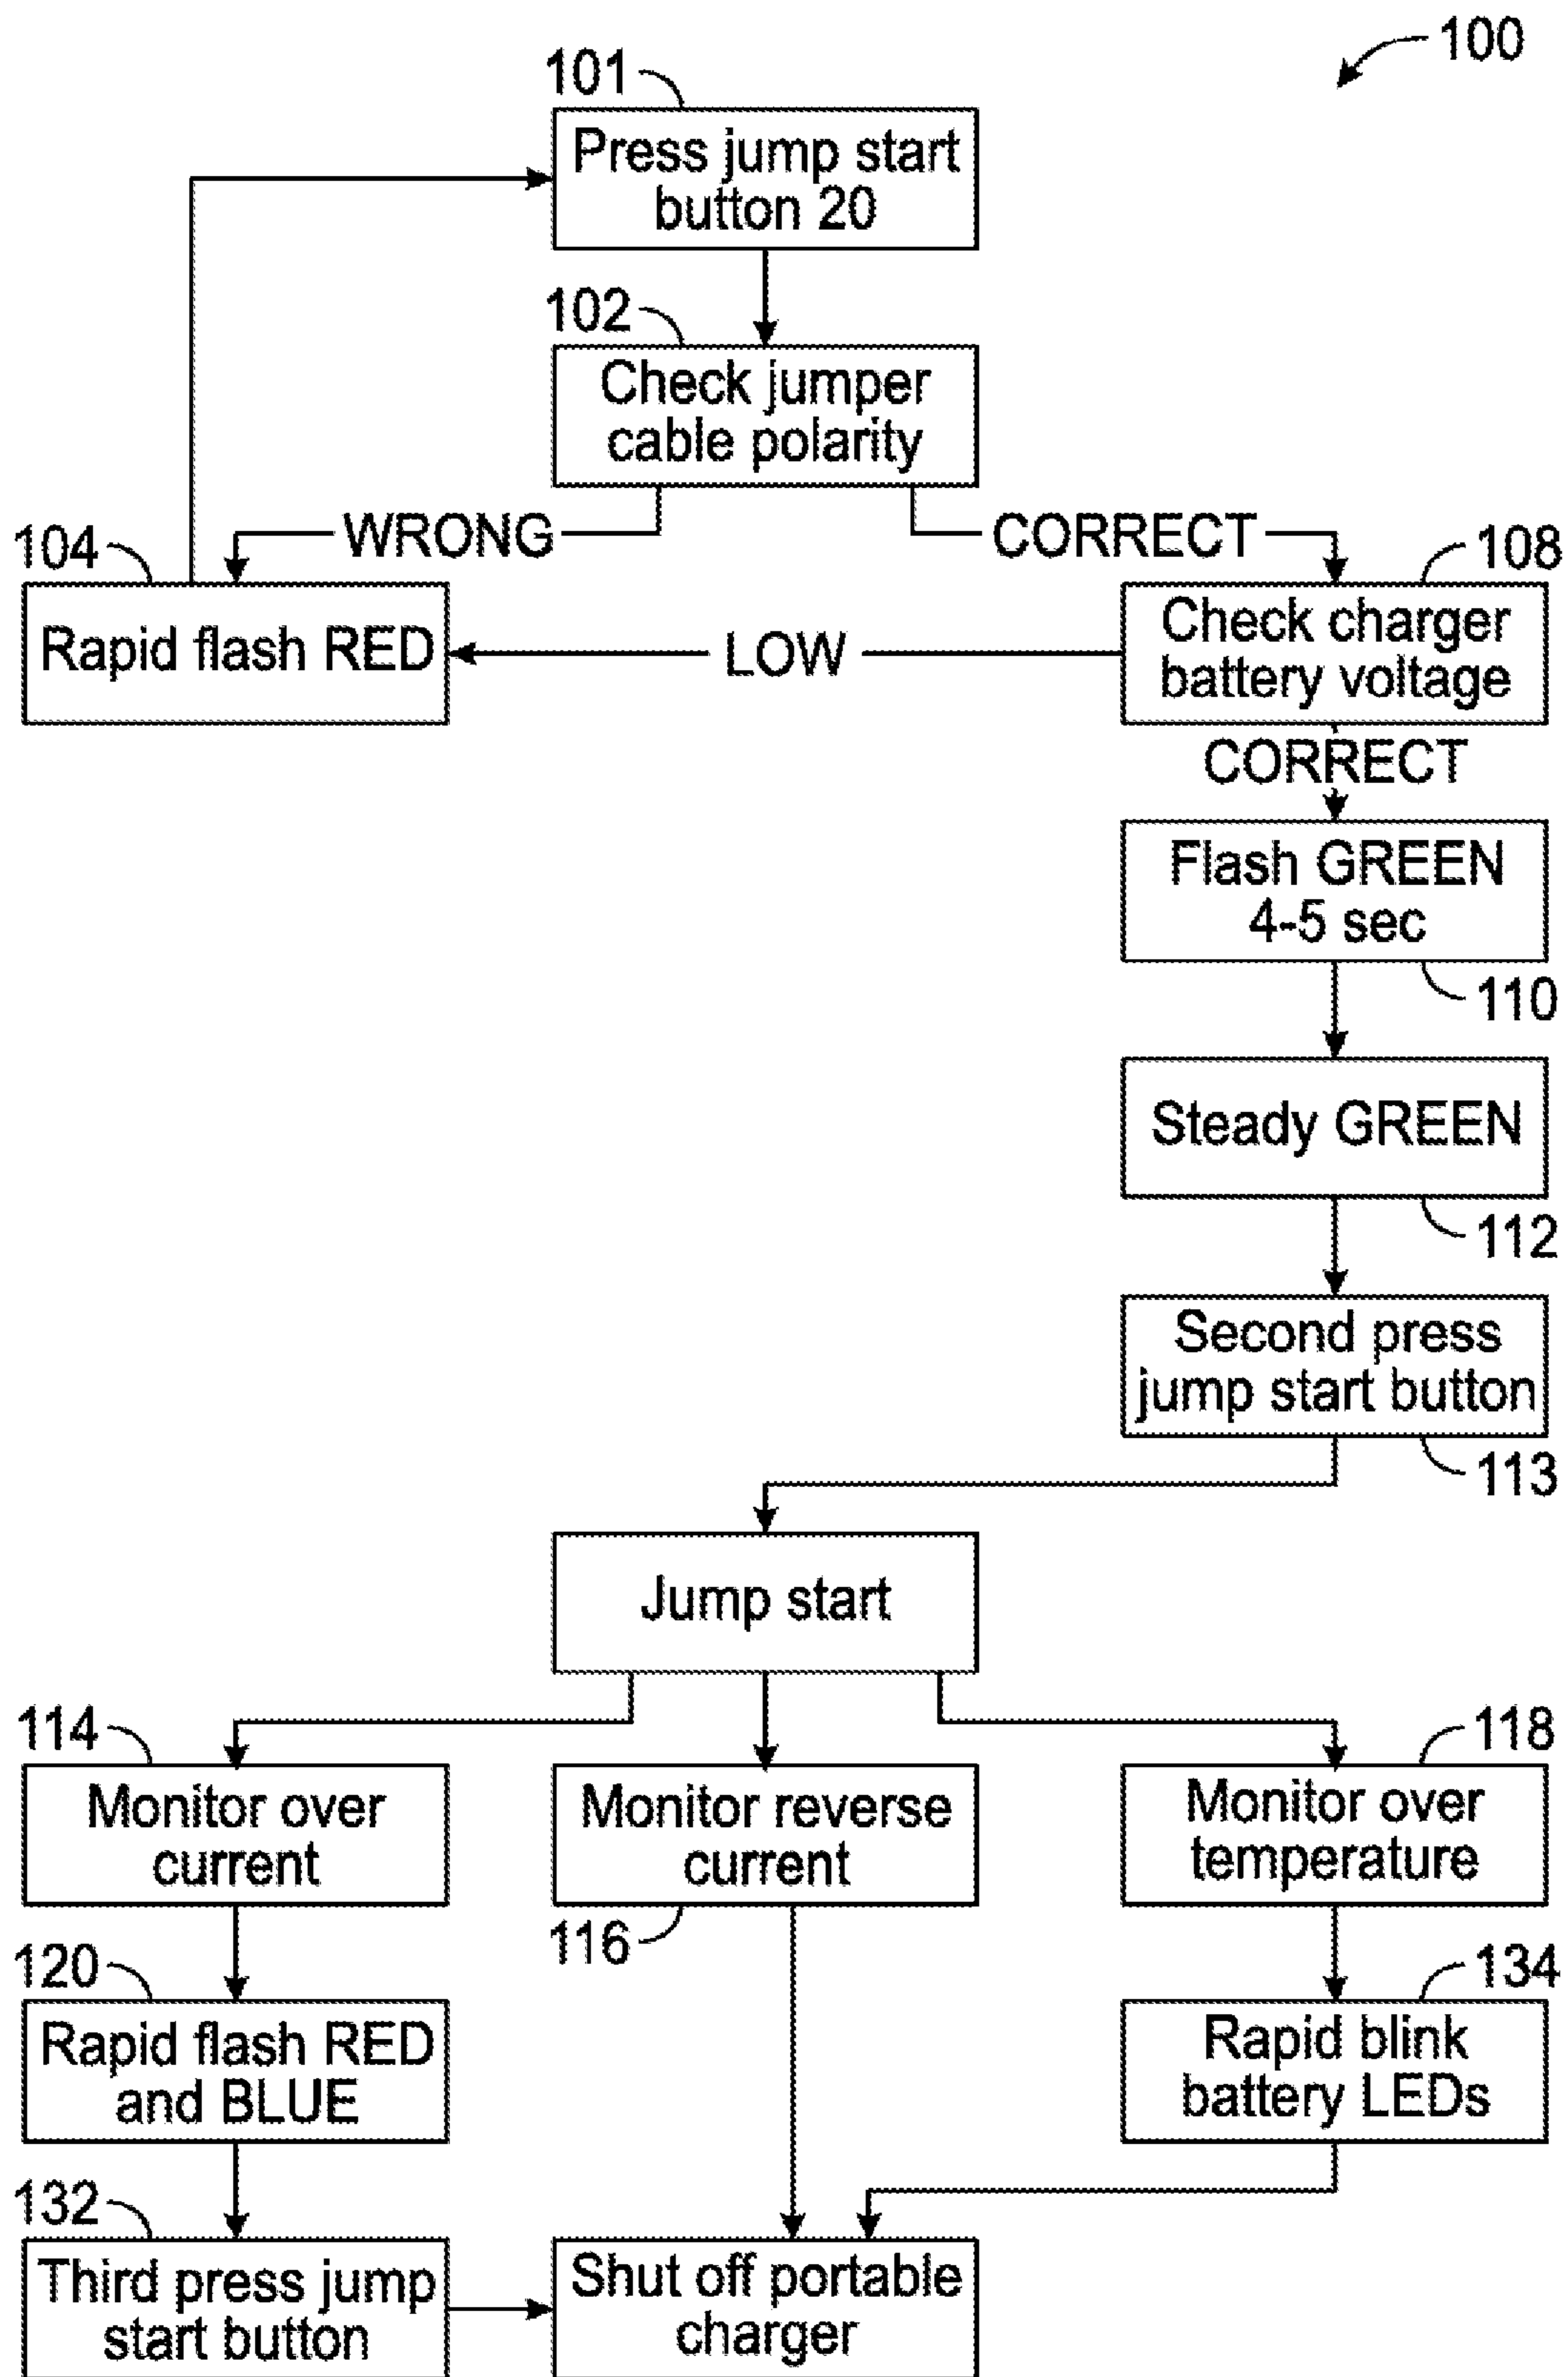 100
101
Press jump start
button 20
102
Check jumper
cable polarity
WRONG
CORRECT
104
108
Rapid flash RED
LOW
Check charger
battery voltage
CORRECT
Flash GREEN
4-5 sec
110
Steady GREEN
112
Second press
jump start button
113
Jump start
114
118
Monitor over
current
Monitor reverse
current
Monitor over
temperature
116
120
134
Rapid flash RED
and BLUE
Rapid blink
battery LEDs
132
Third press jump
start button
Shut off portable
charger